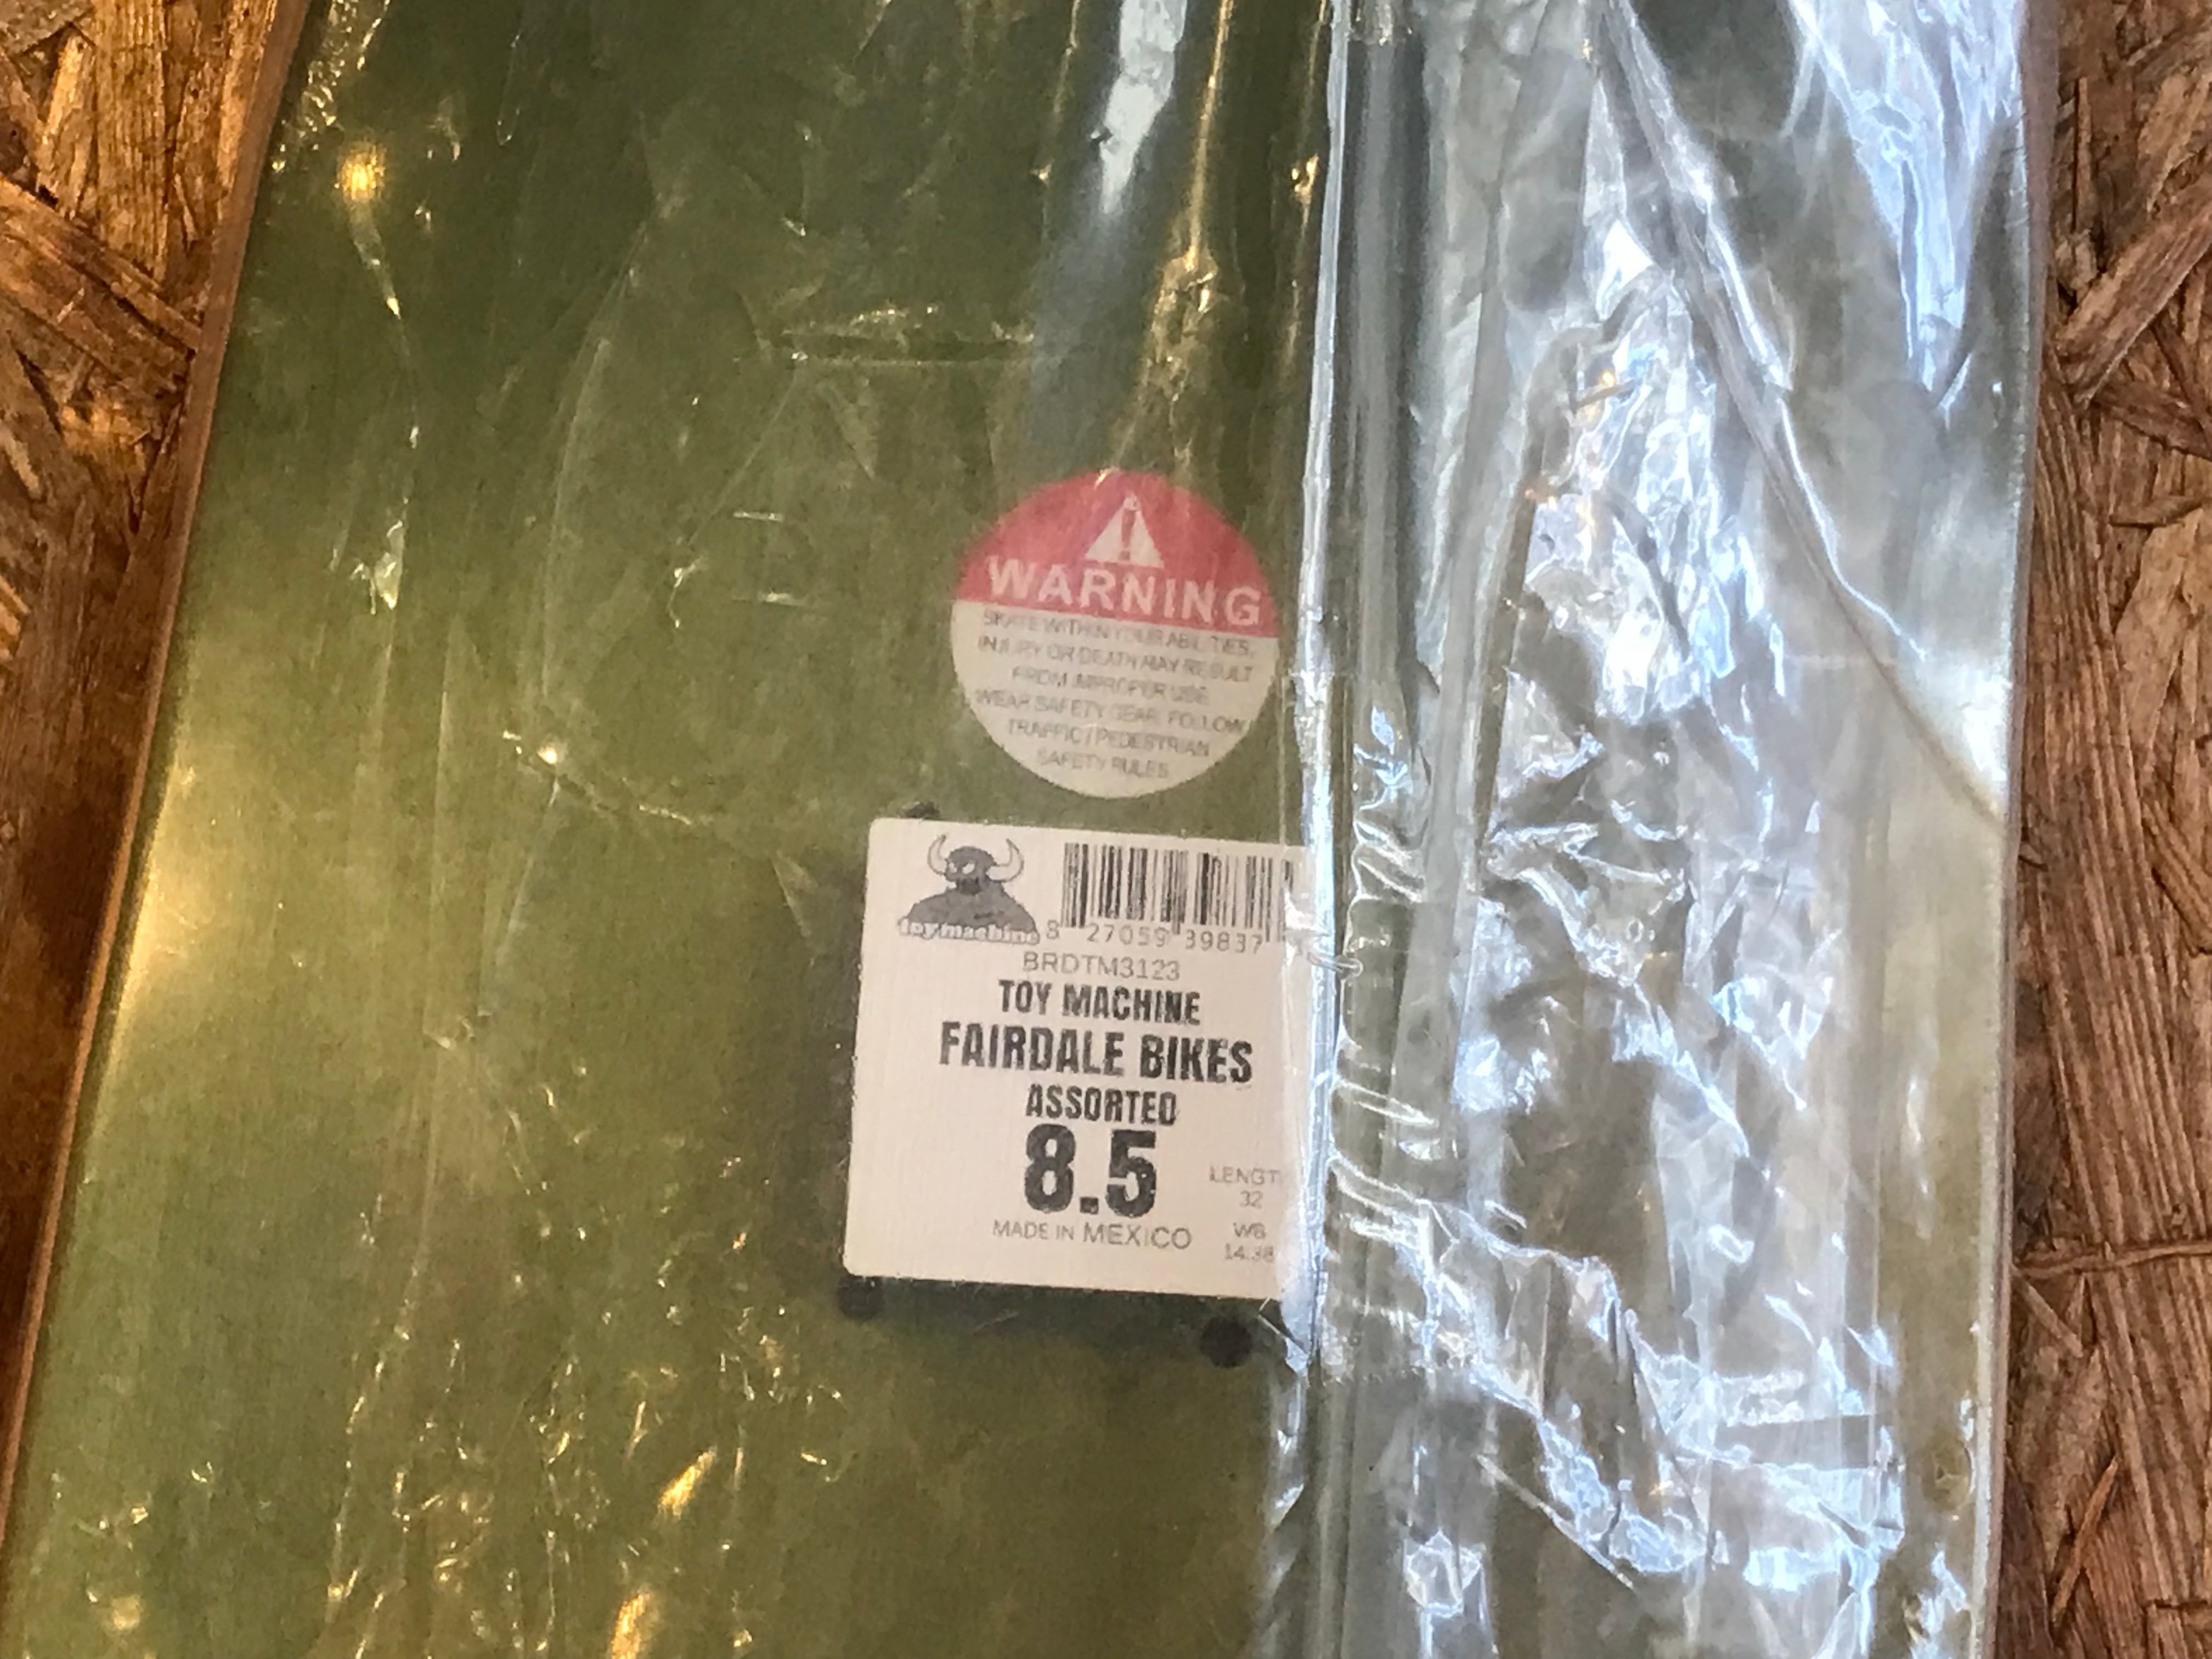 WARNING
SKATE WITHIN YOUR ABILITIES.
INJURY OR DEATH MAY RESULT
FROM IMPROPER USE.
WEAR SAFETY GEAR. FOLLOW
TRAFFIC / PEDESTRIAN
SAFETY RULES
toy machine
8 27059 39837
BRDTM3123
TOY MACHINE
FAIRDALE BIKES
ASSORTED
8.5
LENGT
32
MADE IN MEXICO
WB
14.38